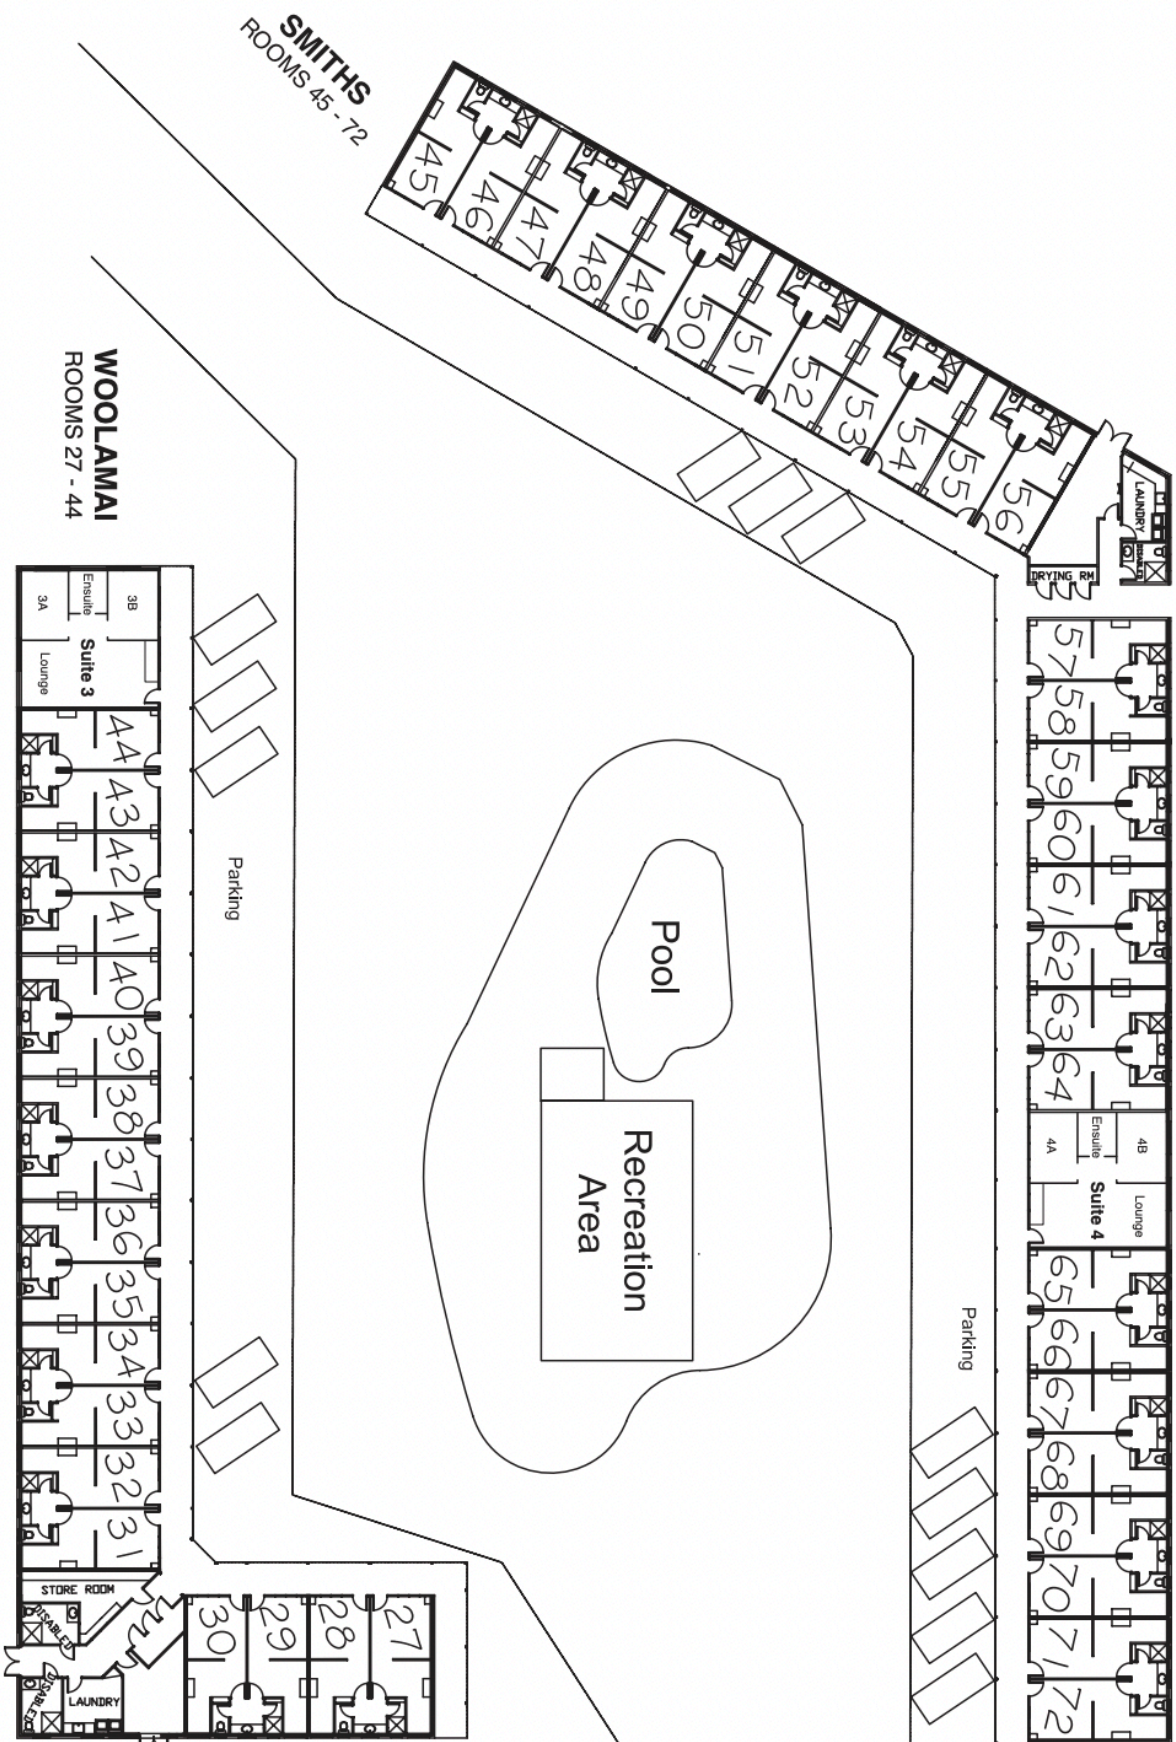 SMITHS
ROOMS 45 - 72
45
46
47
48
49
50
51
52
53
54
55
56
LAUNDRY
DISABLED
DRYING RM
57
58
59
60
61
62
63
64
4A
Ensuite
4B
Suite 4
Lounge
65
66
67
68
69
70
71
72
Parking
Pool
Recreation
Area
WOOLAMAI
ROOMS 27 - 44
3A
Ensuite
3B
Suite 3
Lounge
44
43
42
41
40
39
38
37
36
35
34
33
32
31
Parking
STORE ROOM
DISABLED
DISABLED
LAUNDRY
30
29
28
27